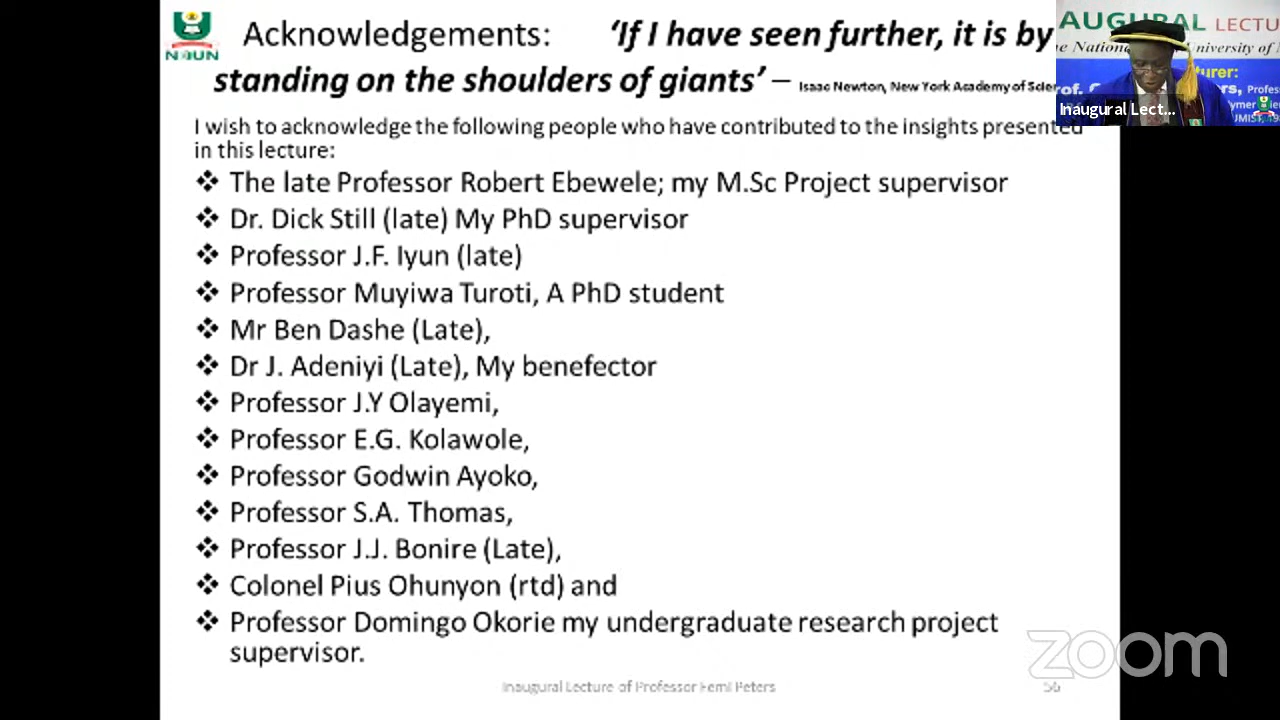 NOUN
Acknowledgements: ‘If I have seen further, it is by
standing on the shoulders of giants’ – Isaac Newton, New York Academy of
I wish to acknowledge the following people who have contributed to the insights presented
in this lecture:
❖ The late Professor Robert Ebewele; my M.Sc Project supervisor
❖ Dr. Dick Still (late) My PhD supervisor
❖ Professor J.F. Iyun (late)
❖ Professor Muyiwa Turoti, A PhD student
❖ Mr Ben Dashe (Late),
❖ Dr J. Adeniyi (Late), My benefector
❖ Professor J.Y Olayemi,
❖ Professor E.G. Kolawole,
❖ Professor Godwin Ayoko,
❖ Professor S.A. Thomas,
❖ Professor J.J. Bonire (Late),
❖ Colonel Pius Ohunyon (rtd) and
❖ Professor Domingo Okorie my undergraduate research project
supervisor.
Inaugural Lecture of Professor Femi Peters 56
AUGURAL LECTU
National University of N
urer:
Inaugural Lect...
zoom